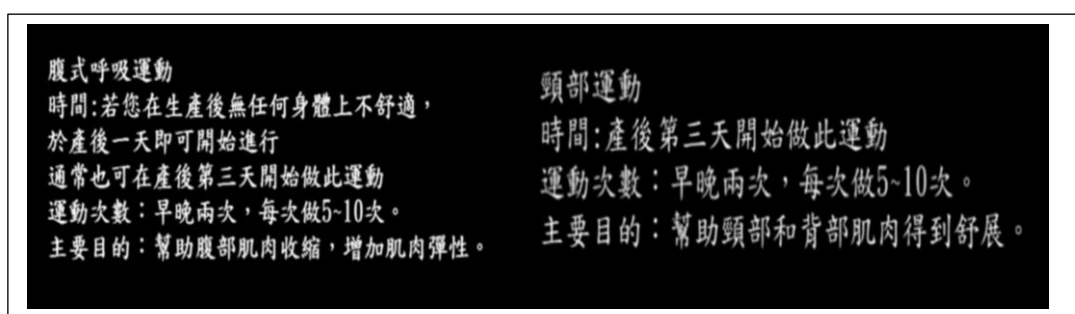 腹式呼吸運動
時間:若您在生產後無任何身體上不舒適，
於產後一天即可開始進行
通常也可在產後第三天開始做此運動
運動次數：早晚兩次，每次做5~10次。
主要目的：幫助腹部肌肉收縮，增加肌肉彈性。
頸部運動
時間:產後第三天開始做此運動
運動次數：早晚兩次，每次做5~10次。
主要目的：幫助頸部和背部肌肉得到舒展。